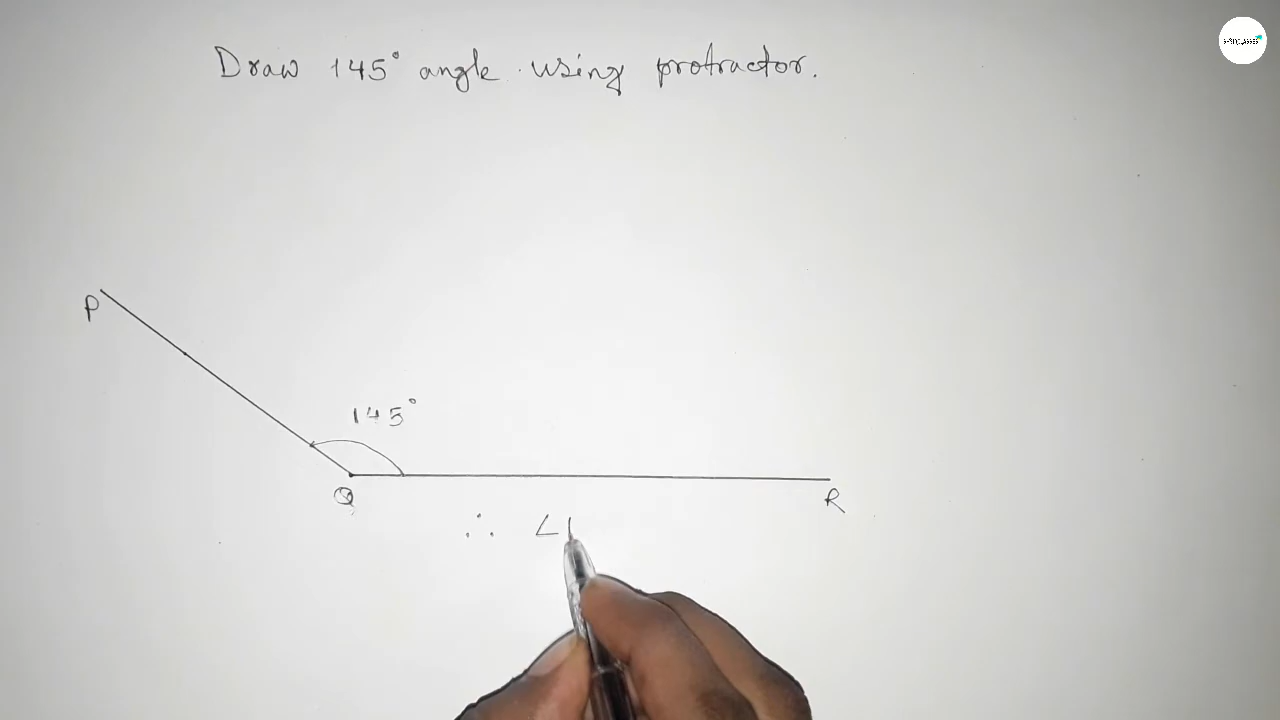 Draw 145° angle using protractor.
P
145°
Q
R
∴ ∠